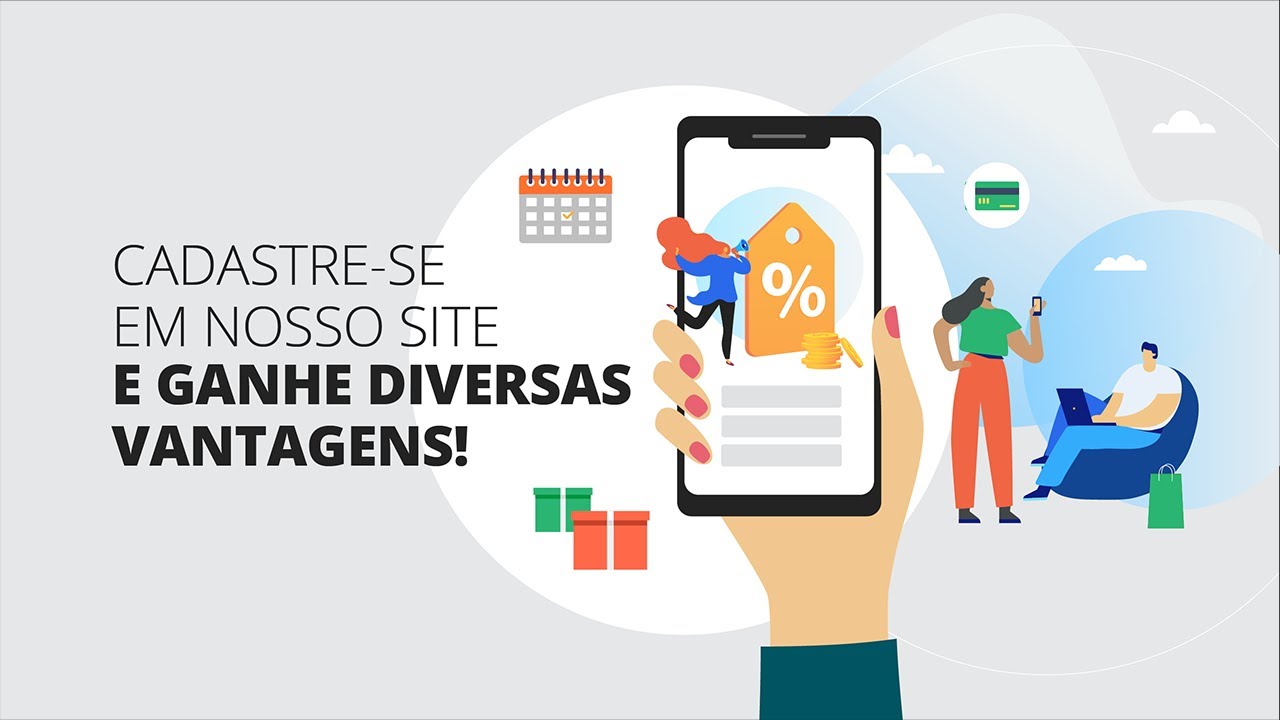 CADASTRE-SE
EM NOSSO SITE
E GANHE DIVERSAS
VANTAGENS!
%